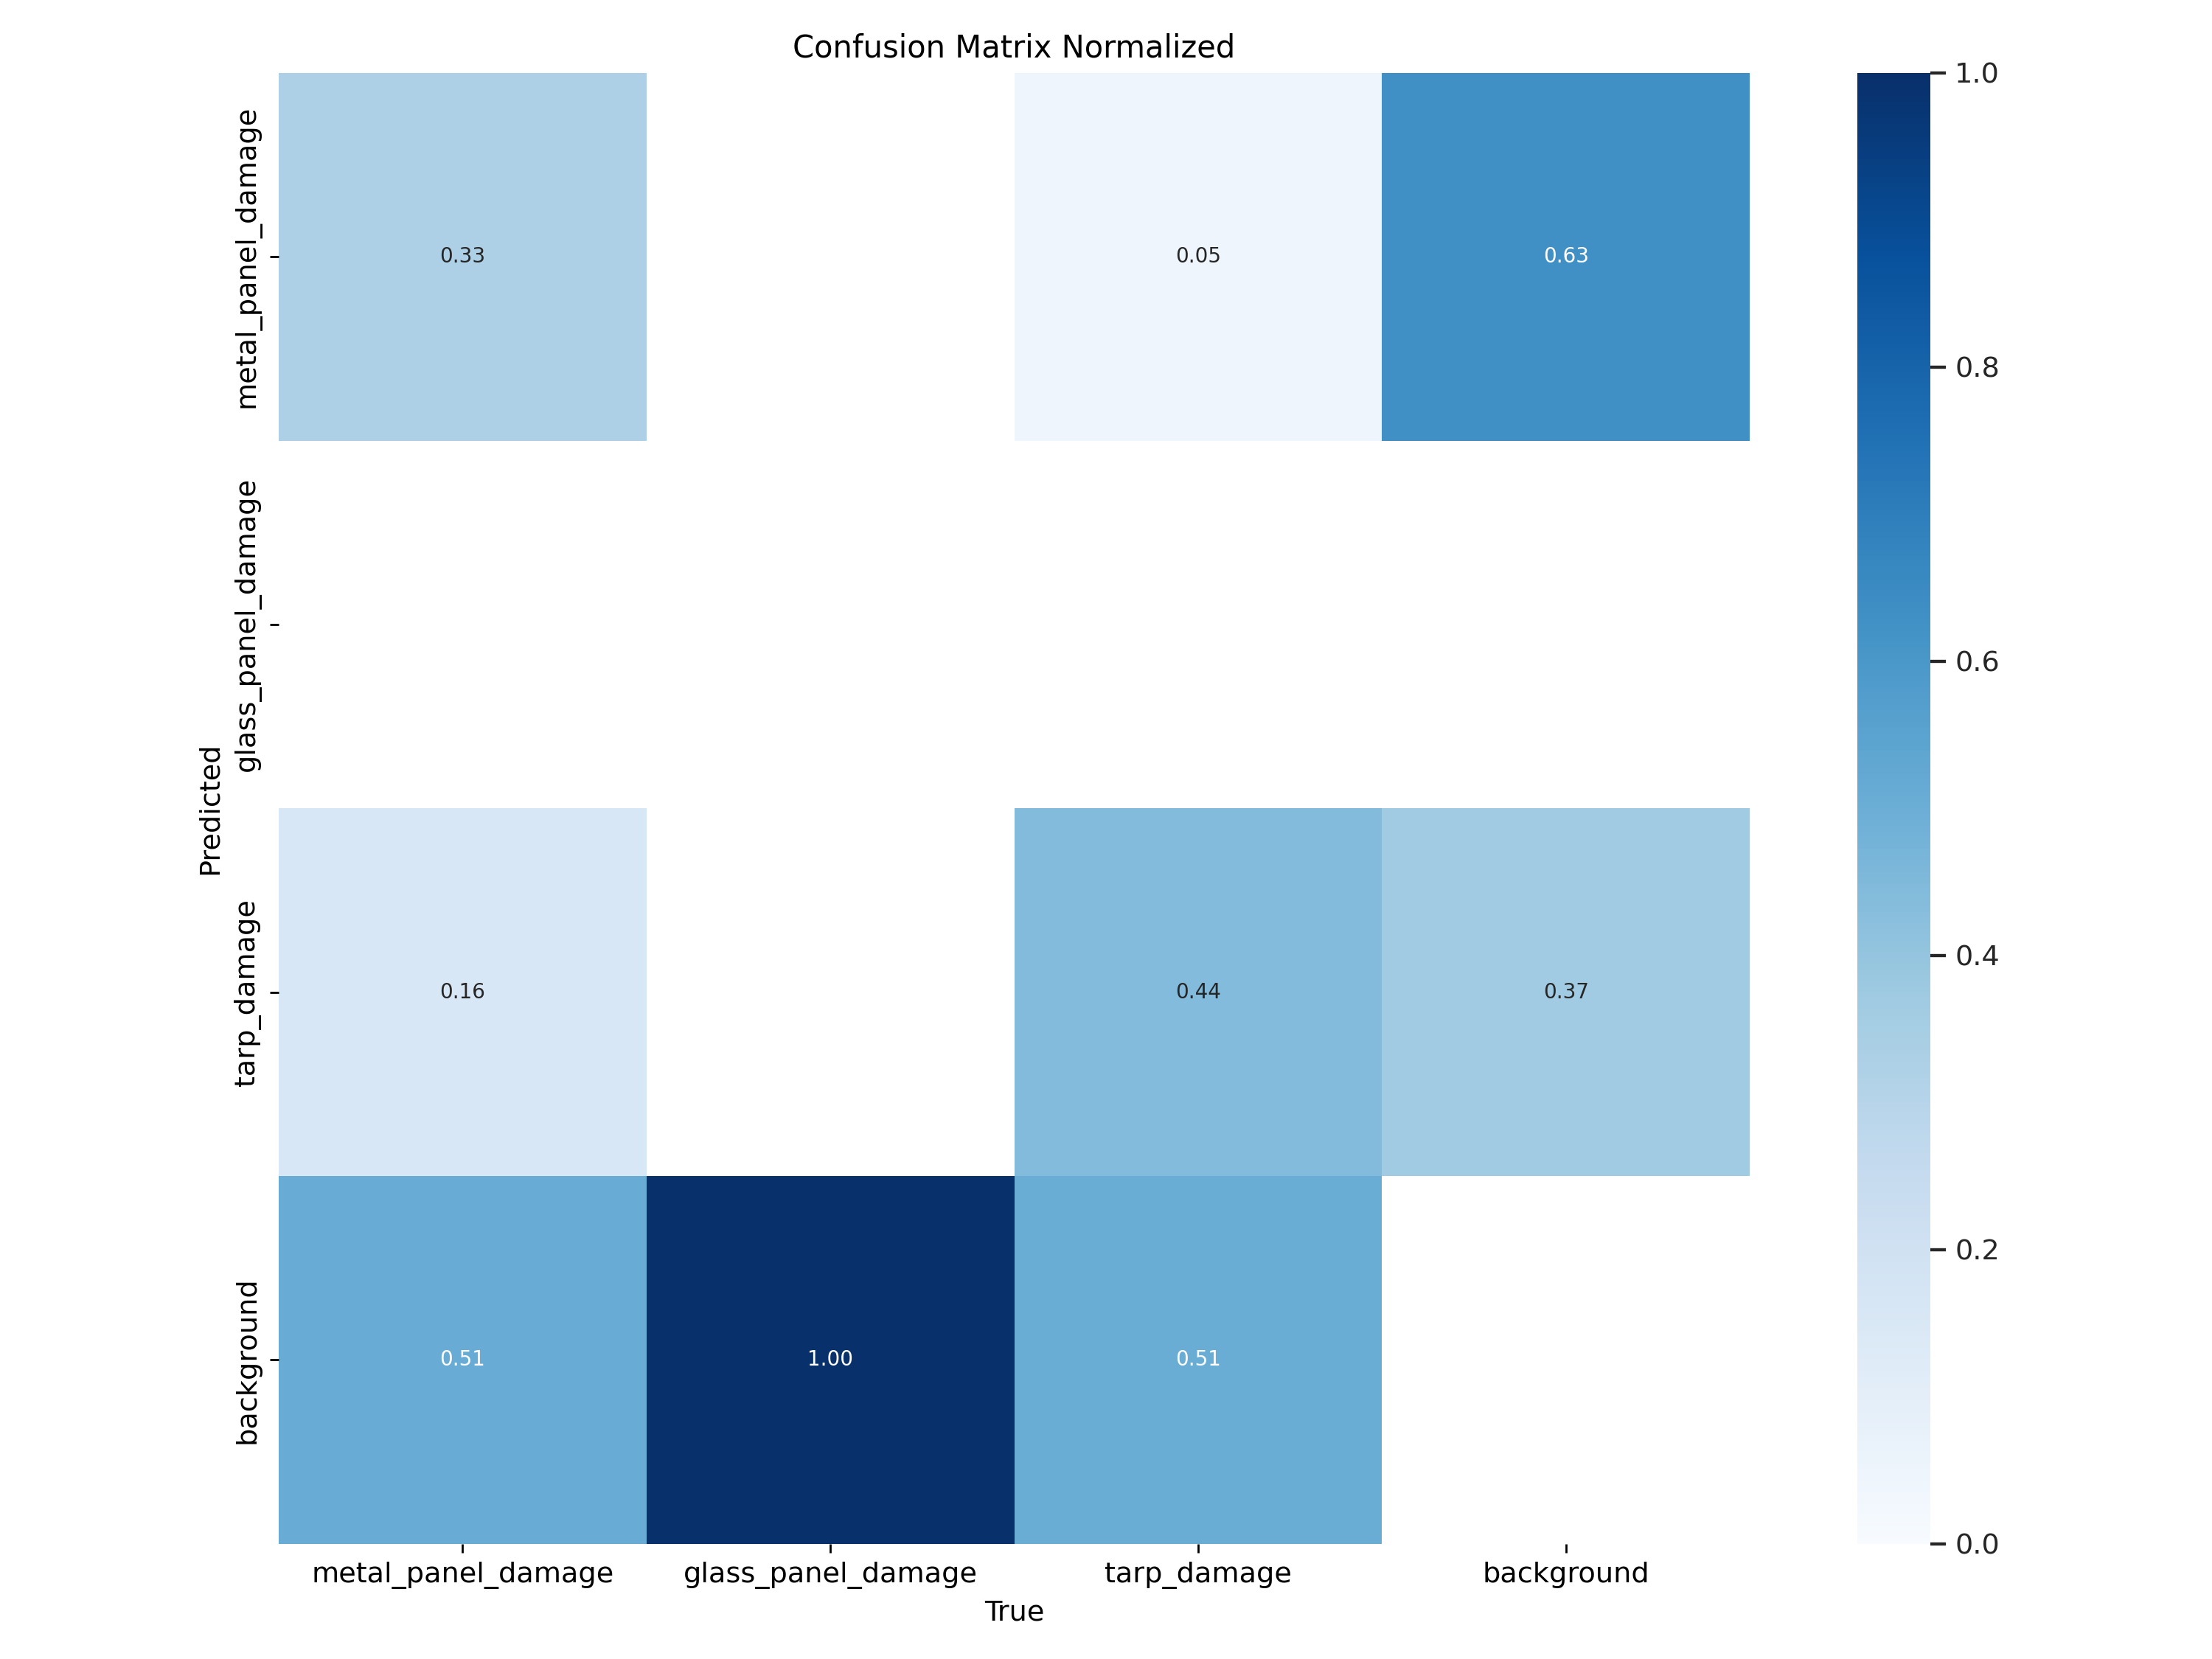 Confusion Matrix Normalized
metal_panel_damage
glass_panel_damage
tarp_damage
background
Predicted
0.33
0.05
0.63
0.16
0.44
0.37
0.51
1.00
0.51
metal_panel_damage
glass_panel_damage
tarp_damage
background
True
1.0
0.8
0.6
0.4
0.2
0.0